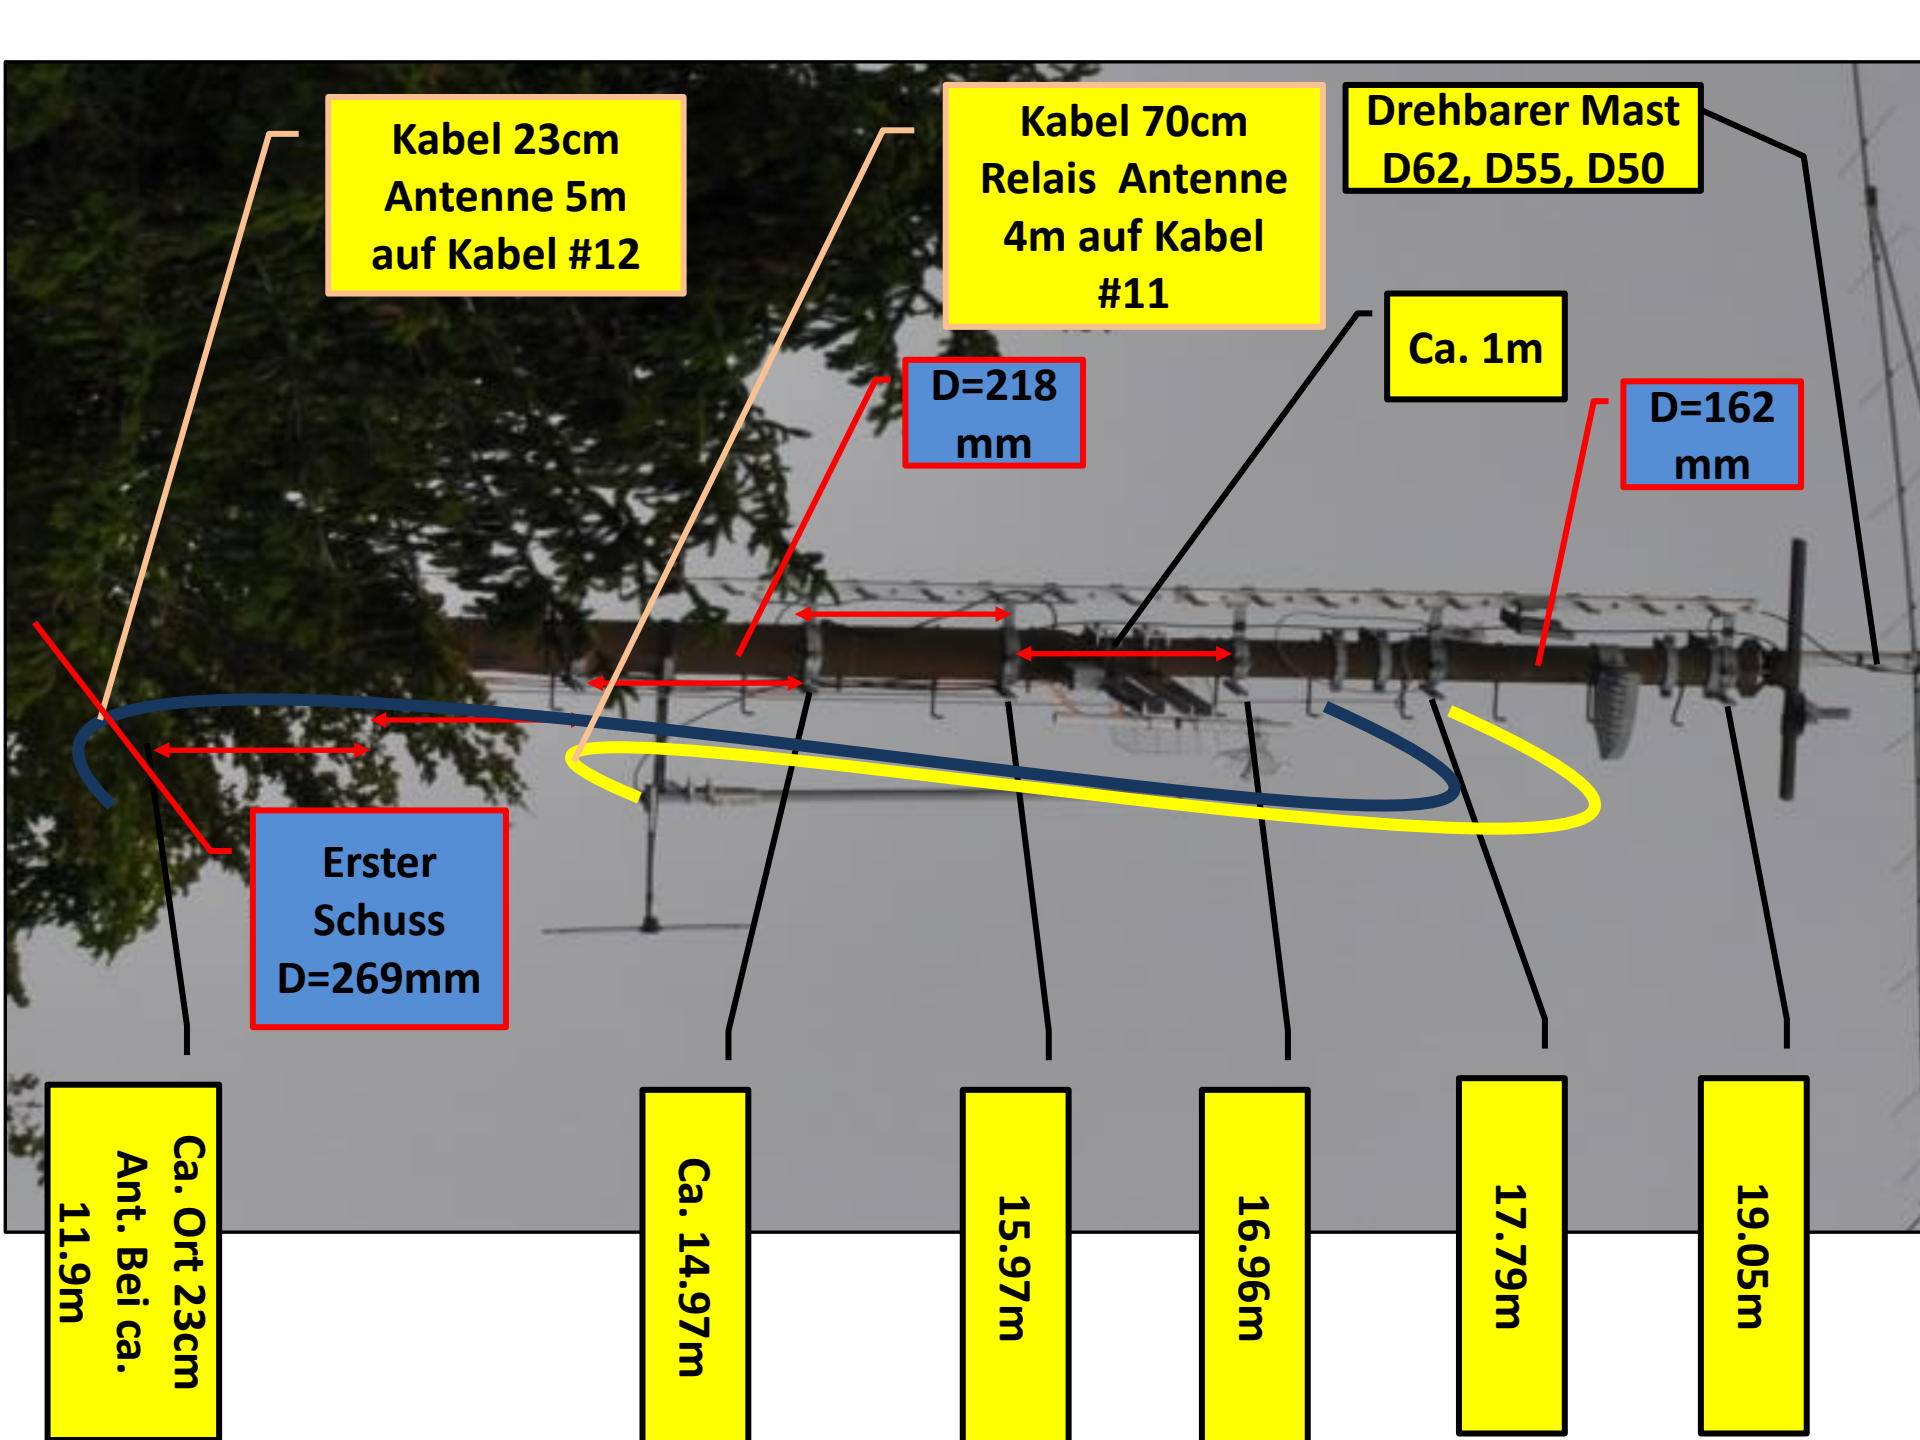 Kabel 23cm
Antenne 5m
auf Kabel #12
Kabel 70cm
Relais Antenne
4m auf Kabel
#11
Drehbarer Mast
D62, D55, D50
Ca. 1m
D=218
mm
D=162
mm
Erster
Schuss
D=269mm
Ca. Ort 23cm
Ant. Bei ca.
11.9m
Ca. 14.97m
15.97m
16.96m
17.79m
19.05m